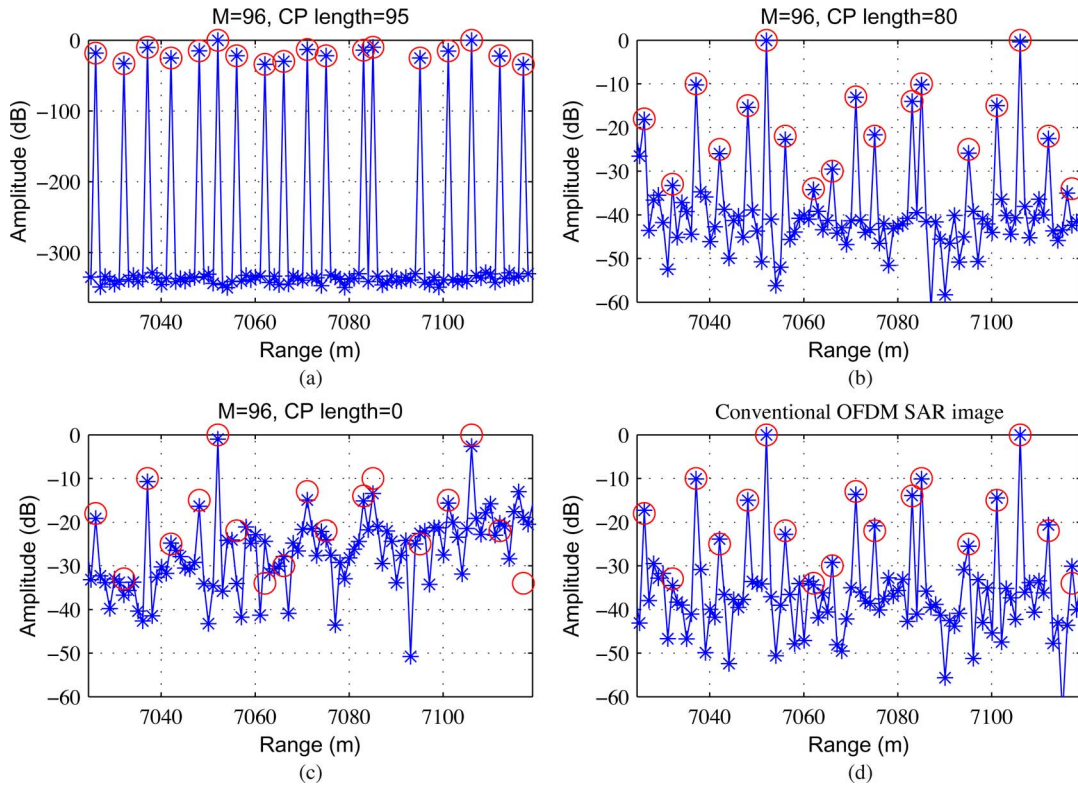 M=96, CP length=95
0
−100
−200
−300
Amplitude (dB)
7040 7060 7080 7100
Range (m)
(a)
M=96, CP length=80
0
−10
−20
−30
−40
−50
−60
Amplitude (dB)
7040 7060 7080 7100
Range (m)
(b)
M=96, CP length=0
0
−10
−20
−30
−40
−50
−60
Amplitude (dB)
7040 7060 7080 7100
Range (m)
(c)
Conventional OFDM SAR image
0
−10
−20
−30
−40
−50
−60
Amplitude (dB)
7040 7060 7080 7100
Range (m)
(d)